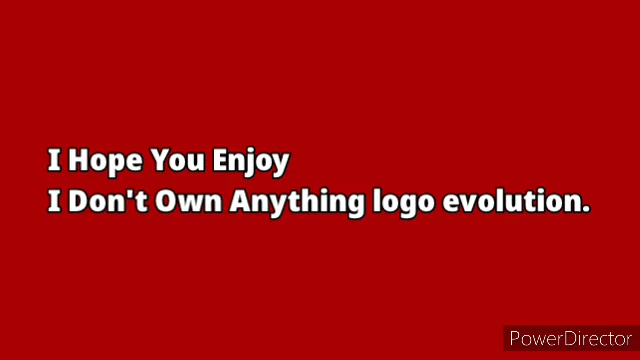 I Hope You Enjoy
I Don't Own Anything logo evolution.
PowerDirector